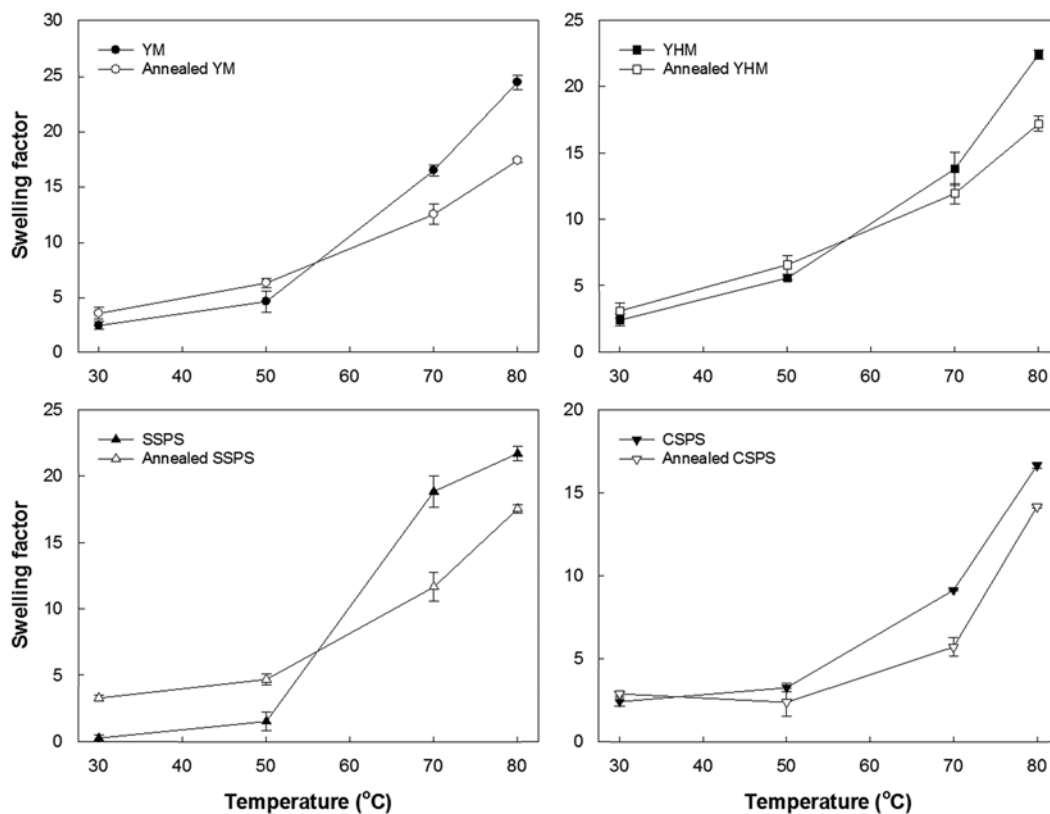 30
25
20
15
10
5
0
Swelling factor
YM
Annealed YM
30 40 50 60 70 80
25
20
15
10
5
0
YHM
Annealed YHM
30 40 50 60 70 80
25
20
15
10
5
0
Swelling factor
SSPS
Annealed SSPS
30 40 50 60 70 80
Temperature (°C)
20
15
10
5
0
CSPS
Annealed CSPS
30 40 50 60 70 80
Temperature (°C)